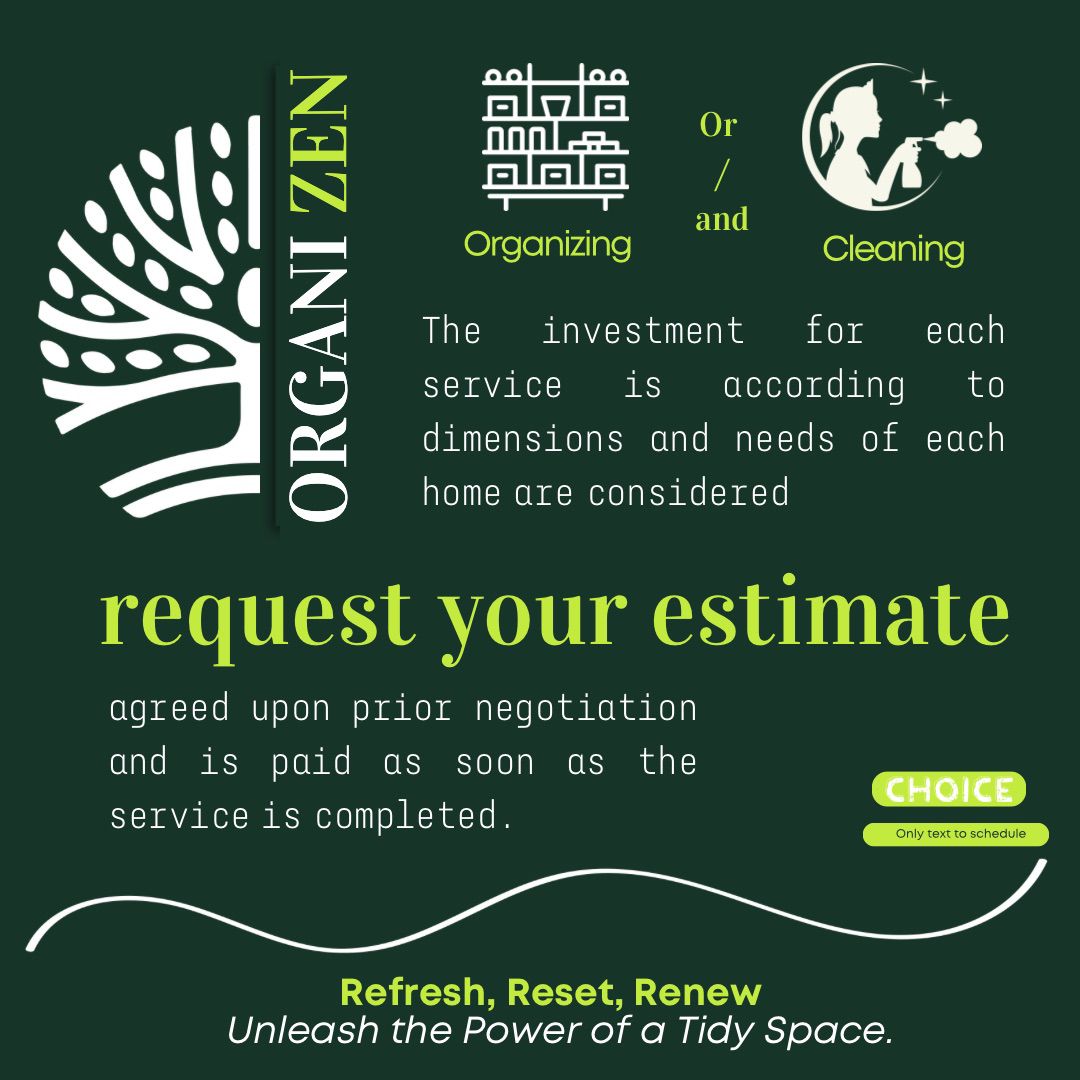 ORGANI ZEN
Organizing
Or
/
and
Cleaning
The investment for each
service is according to
dimensions and needs of each
home are considered
request your estimate
agreed upon prior negotiation
and is paid as soon as the
service is completed.
CHOICE
Only text to schedule
Refresh, Reset, Renew
Unleash the Power of a Tidy Space.